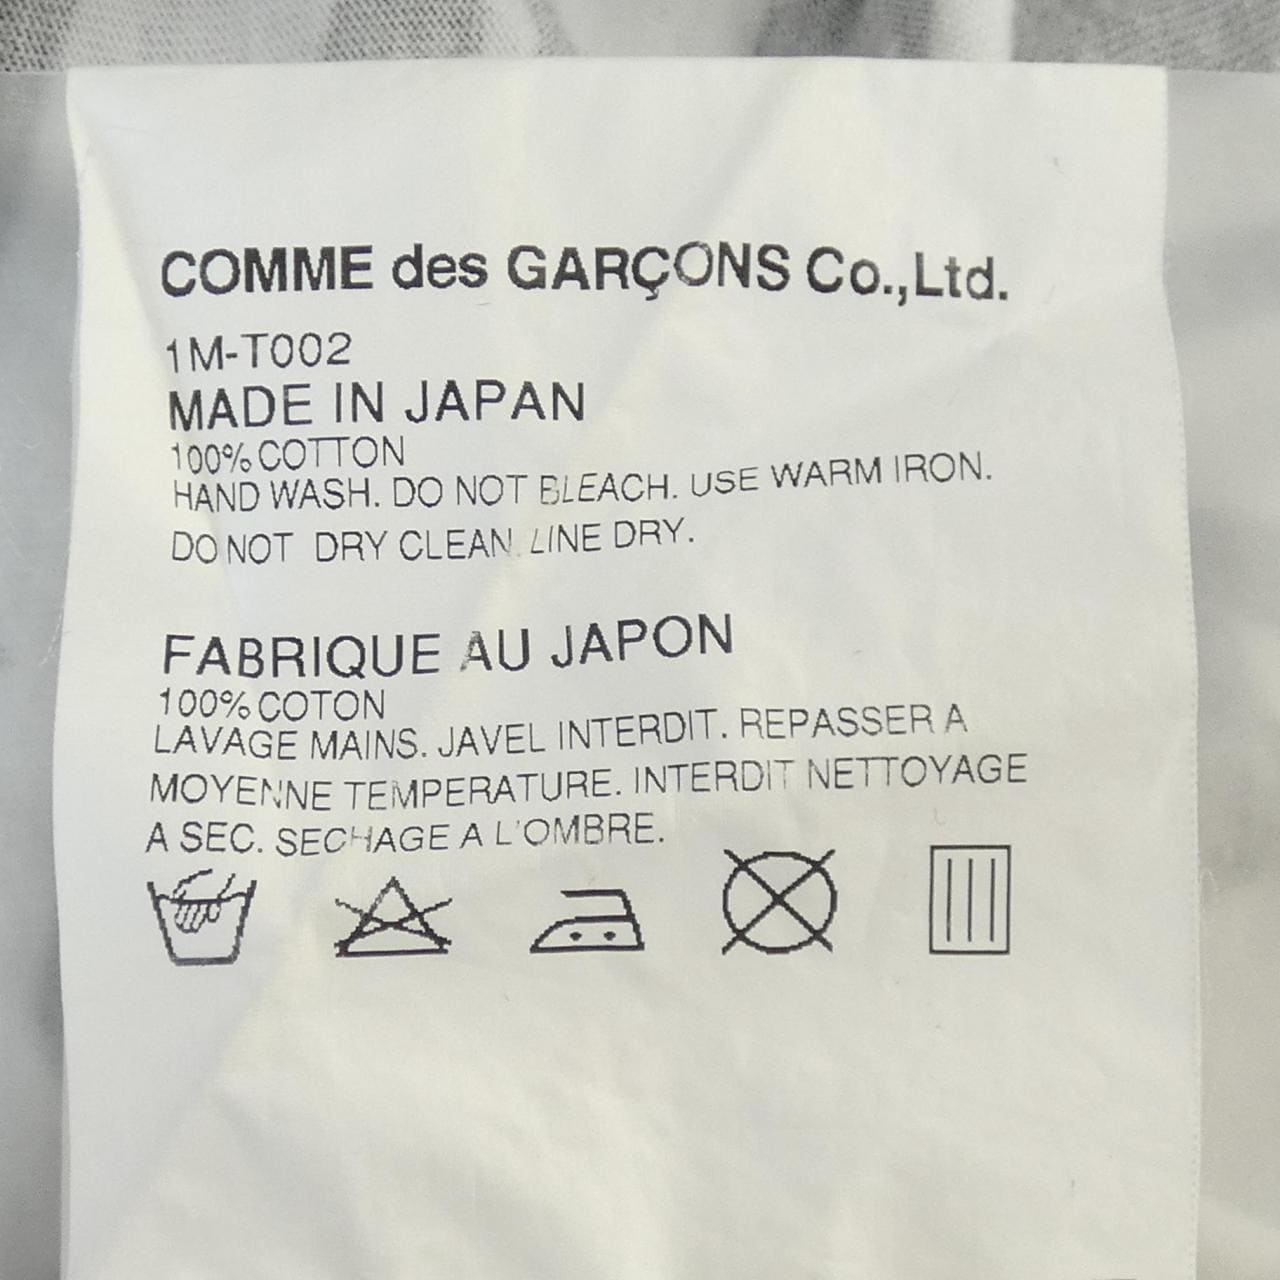 COMME des GARÇONS Co.,Ltd.
1M-T002
MADE IN JAPAN
100% COTTON
HAND WASH. DO NOT BLEACH. USE WARM IRON.
DO NOT DRY CLEAN. LINE DRY.
FABRIQUE AU JAPON
100% COTON
LAVAGE MAINS. JAVEL INTERDIT. REPASSER A
MOYENNE TEMPERATURE. INTERDIT NETTOYAGE
A SEC. SECHAGE A L'OMBRE.